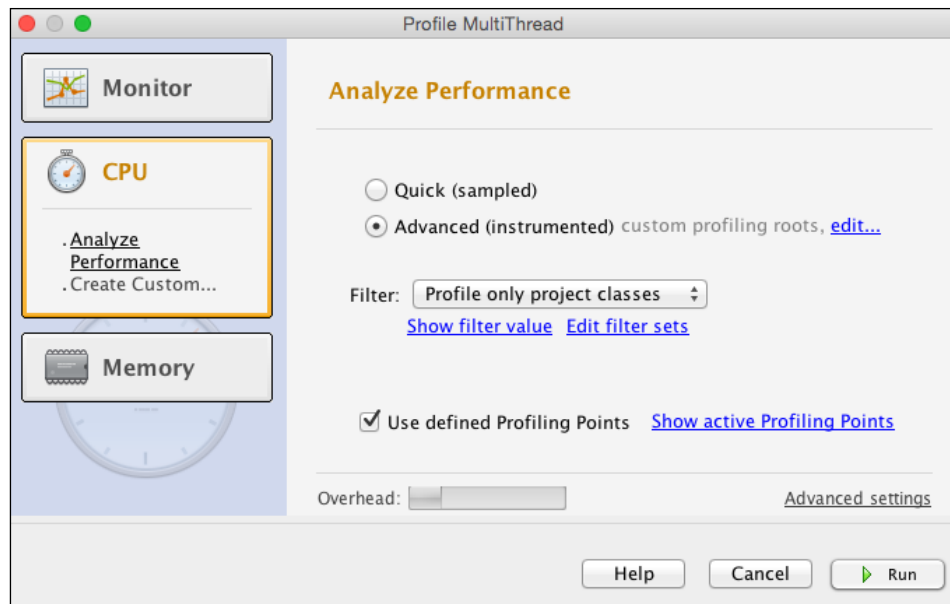 Profile MultiThread
Monitor
CPU
. Analyze
Performance
. Create Custom...
Memory
Analyze Performance
Quick (sampled)
Advanced (instrumented) custom profiling roots, edit...
Filter: Profile only project classes
Show filter value Edit filter sets
Use defined Profiling Points Show active Profiling Points
Overhead: Advanced settings
Help Cancel Run